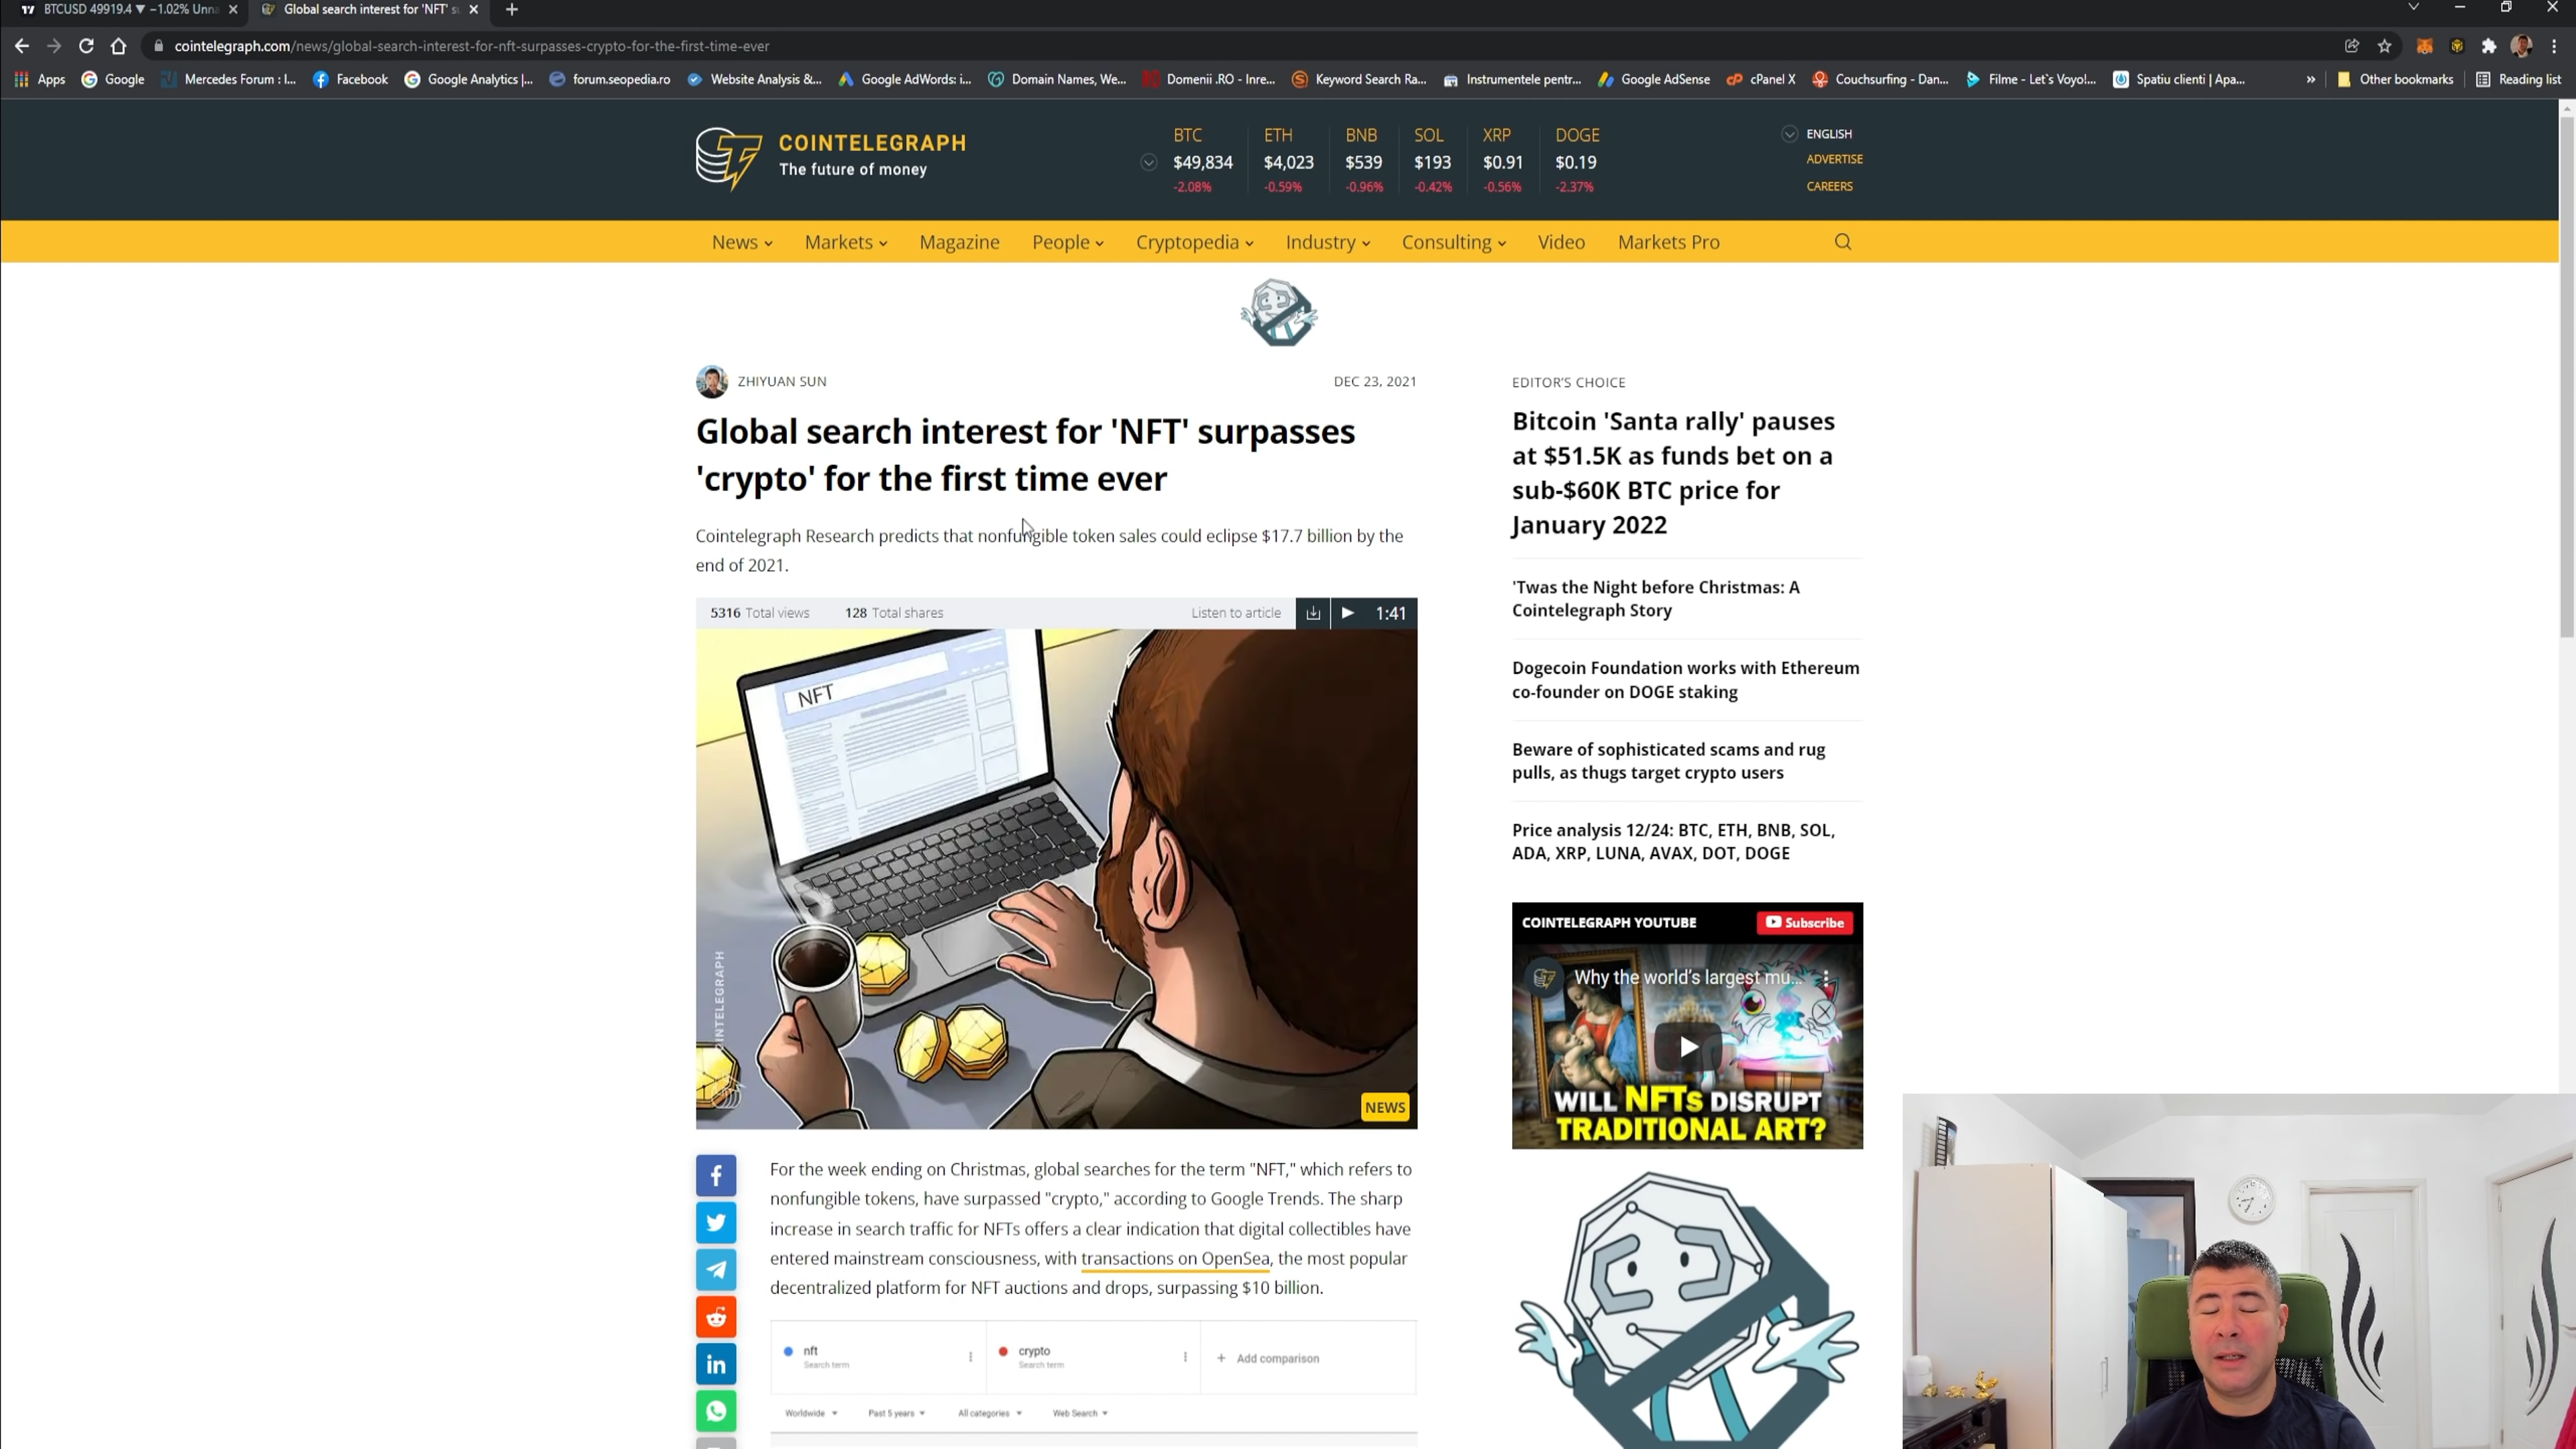 BTCUSD 49919.4 ▼ −1.02% Unna
Global search interest for 'NFT' su
cointelegraph.com/news/global-search-interest-for-nft-surpasses-crypto-for-the-first-time-ever
Apps
Google
Mercedes Forum : I...
Facebook
Google Analytics |...
forum.seopedia.ro
Website Analysis &...
Google AdWords: i...
Domain Names, We...
Domenii .RO - Inre...
Keyword Search Ra...
Instrumentele pentr...
Google AdSense
cPanel X
Couchsurfing - Dan...
Filme - Let`s Voyo!...
Spatiu clienti | Apa...
»
Other bookmarks
Reading list
COINTELEGRAPH
The future of money
BTC ETH BNB SOL XRP DOGE
$49,834 $4,023 $539 $193 $0.91 $0.19
-2.08% -0.59% -0.96% -0.42% -0.56% -2.37%
ENGLISH
ADVERTISE
CAREERS
News Markets Magazine People Cryptopedia Industry Consulting Video Markets Pro
ZHIYUAN SUN
DEC 23, 2021
Global search interest for 'NFT' surpasses
'crypto' for the first time ever
Cointelegraph Research predicts that nonfungible token sales could eclipse $17.7 billion by the
end of 2021.
5316 Total views 128 Total shares
Listen to article 1:41
NFT
COINTELEGRAPH
NEWS
For the week ending on Christmas, global searches for the term "NFT," which refers to
nonfungible tokens, have surpassed "crypto," according to Google Trends. The sharp
increase in search traffic for NFTs offers a clear indication that digital collectibles have
entered mainstream consciousness, with transactions on OpenSea, the most popular
decentralized platform for NFT auctions and drops, surpassing $10 billion.
nft
Search term
crypto
Search term
+ Add comparison
Worldwide Past 5 years All categories Web Search
EDITOR'S CHOICE
Bitcoin 'Santa rally' pauses
at $51.5K as funds bet on a
sub-$60K BTC price for
January 2022
'Twas the Night before Christmas: A
Cointelegraph Story
Dogecoin Foundation works with Ethereum
co-founder on DOGE staking
Beware of sophisticated scams and rug
pulls, as thugs target crypto users
Price analysis 12/24: BTC, ETH, BNB, SOL,
ADA, XRP, LUNA, AVAX, DOT, DOGE
COINTELEGRAPH YOUTUBE
Subscribe
Why the world's largest mu...
WILL NFTs DISRUPT
TRADITIONAL ART?